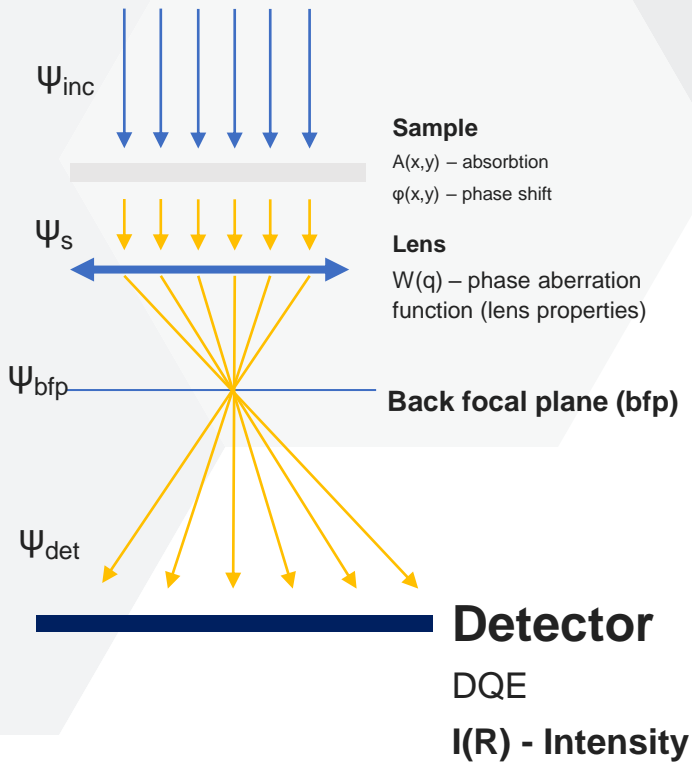 Ψinc
Sample
A(x,y) – absorbtion
φ(x,y) – phase shift
Ψs
Lens
W(q) – phase aberration
function (lens properties)
Ψbfp
Back focal plane (bfp)
Ψdet
Detector
DQE
I(R) - Intensity